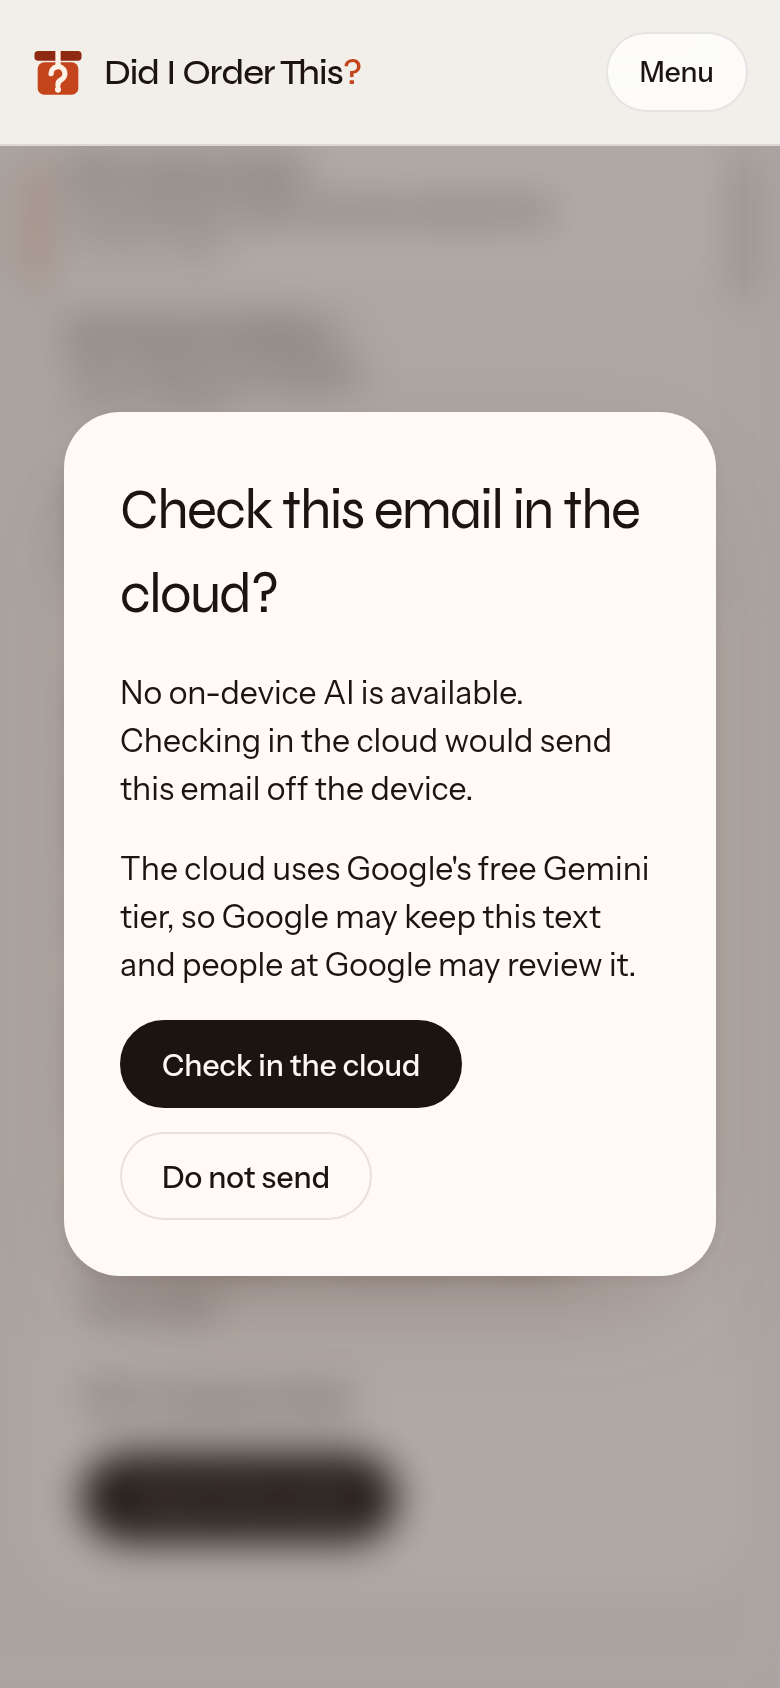 Did I Order This?
Menu
Check this email in the
cloud?
No on-device AI is available.
Checking in the cloud would send
this email off the device.
The cloud uses Google's free Gemini
tier, so Google may keep this text
and people at Google may review it.
Check in the cloud
Do not send